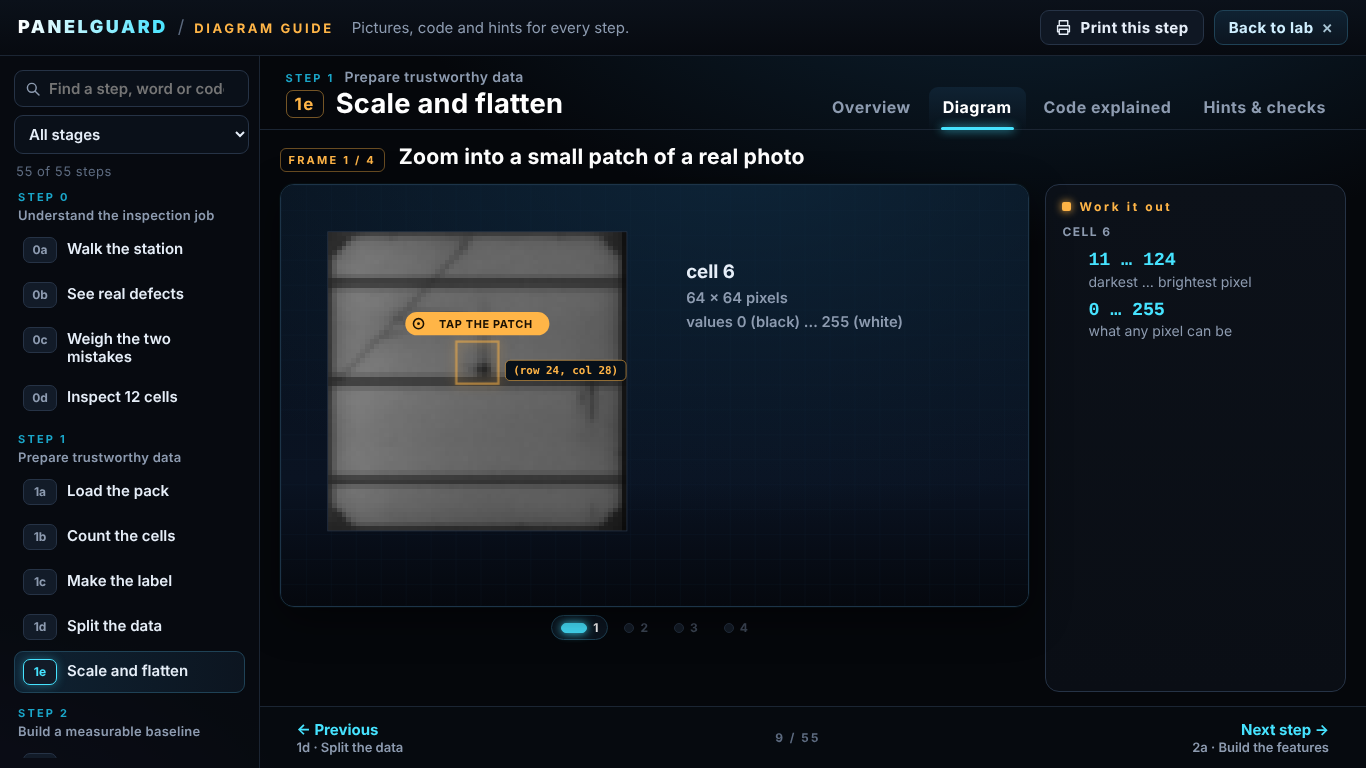 PANELGUARD / DIAGRAM GUIDE Pictures, code and hints for every step.
Print this step
Back to lab ×
Find a step, word or cod
All stages
55 of 55 steps
STEP 0
Understand the inspection job
0a Walk the station
0b See real defects
0c Weigh the two
mistakes
0d Inspect 12 cells
STEP 1
Prepare trustworthy data
1a Load the pack
1b Count the cells
1c Make the label
1d Split the data
1e Scale and flatten
STEP 2
Build a measurable baseline
STEP 1 Prepare trustworthy data
1e Scale and flatten
Overview Diagram Code explained Hints & checks
FRAME 1 / 4 Zoom into a small patch of a real photo
TAP THE PATCH
(row 24, col 28)
cell 6
64 × 64 pixels
values 0 (black) … 255 (white)
1 2 3 4
Work it out
CELL 6
11 … 124
darkest … brightest pixel
0 … 255
what any pixel can be
← Previous
1d · Split the data
9 / 55
Next step →
2a · Build the features